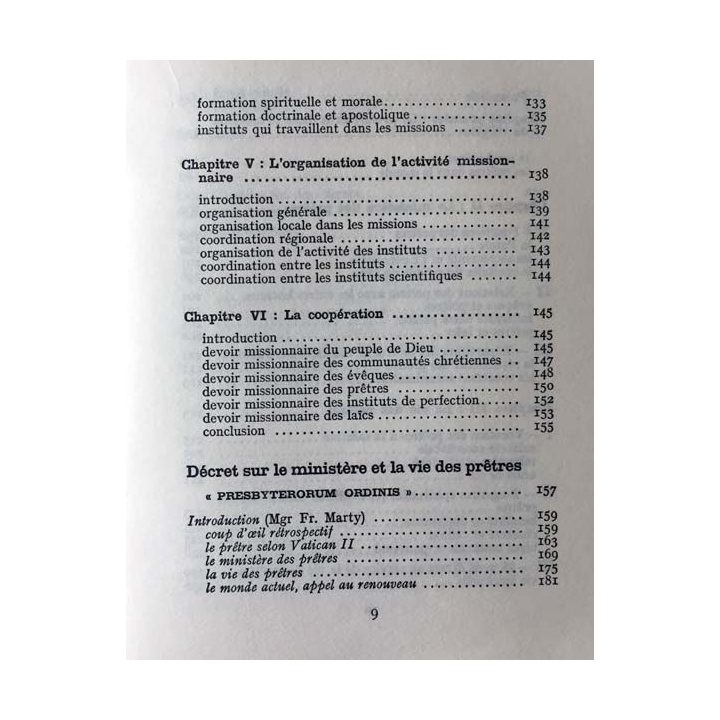 formation spirituelle et morale................... 133
formation doctrinale et apostolique ............... 135
instituts qui travaillent dans les missions ......... 137
Chapitre V : L'organisation de l'activité mission-
naire ........................................ 138
introduction ................................... 138
organisation générale ........................... 139
organisation locale dans les missions .............. 141
coordination régionale .......................... 142
organisation de l'activité des instituts ............ 143
coordination entre les instituts ................... 144
coordination entre les instituts scientifiques ....... 144
Chapitre VI : La coopération ................... 145
introduction ................................... 145
devoir missionnaire du peuple de Dieu ............ 145
devoir missionnaire des communautés chrétiennes .. 147
devoir missionnaire des évêques .................. 148
devoir missionnaire des prêtres ................... 150
devoir missionnaire des instituts de perfection...... 152
devoir missionnaire des laïcs ..................... 153
conclusion .................................... 155
Décret sur le ministère et la vie des prêtres
« PRESBYTERORUM ORDINIS »................ 157
Introduction (Mgr Fr. Marty) ...................... 159
coup d'œil rétrospectif ........................... 159
le prêtre selon Vatican II ........................ 163
le ministère des prêtres .......................... 169
la vie des prêtres ............................... 175
le monde actuel, appel au renouveau ............... 181
9